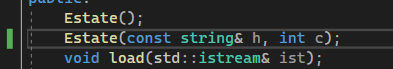 public:
Estate();
Estate(const string& h, int c);
void load(std::istream& ist);